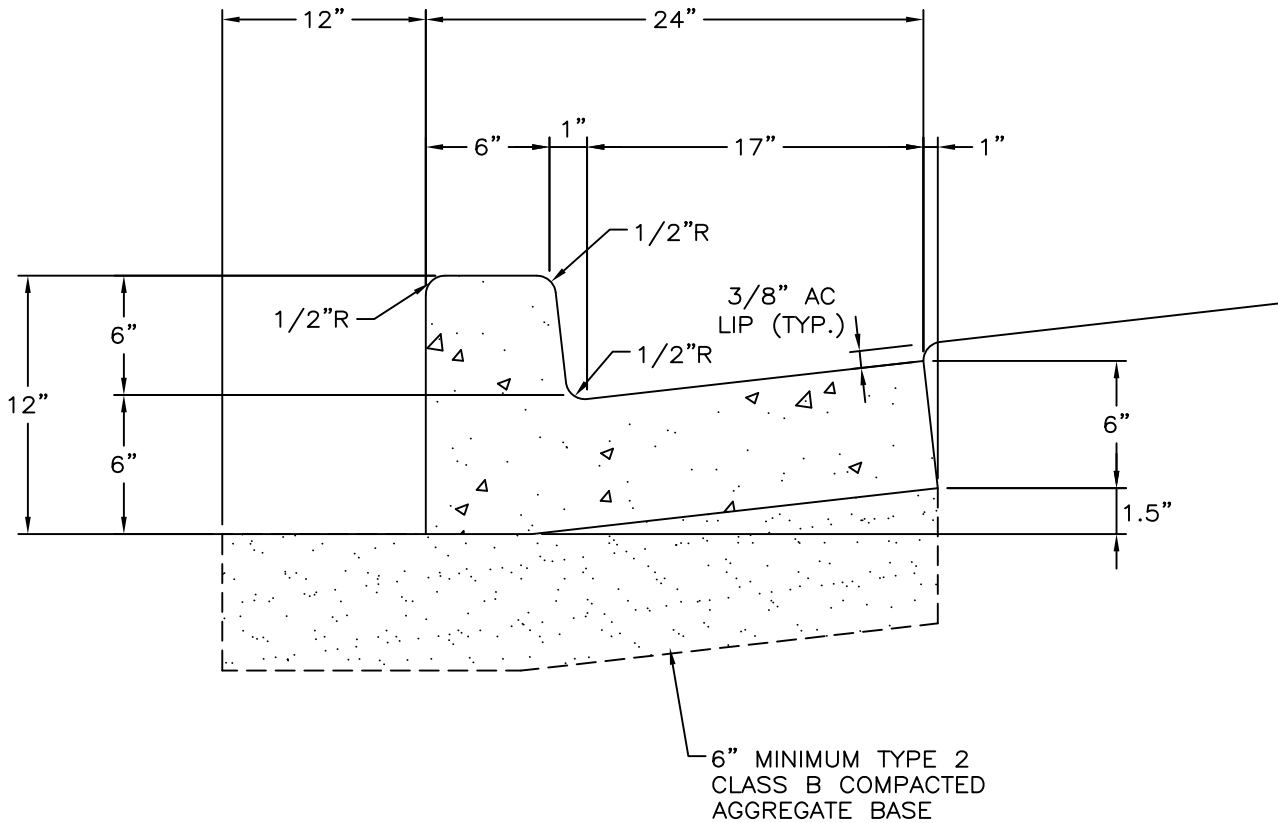 12”
24”
6”
1”
17”
1”
1/2”R
1/2”R
1/2”R
3/8” AC
LIP (TYP.)
6”
12”
6”
6”
1.5”
6” MINIMUM TYPE 2
CLASS B COMPACTED
AGGREGATE BASE